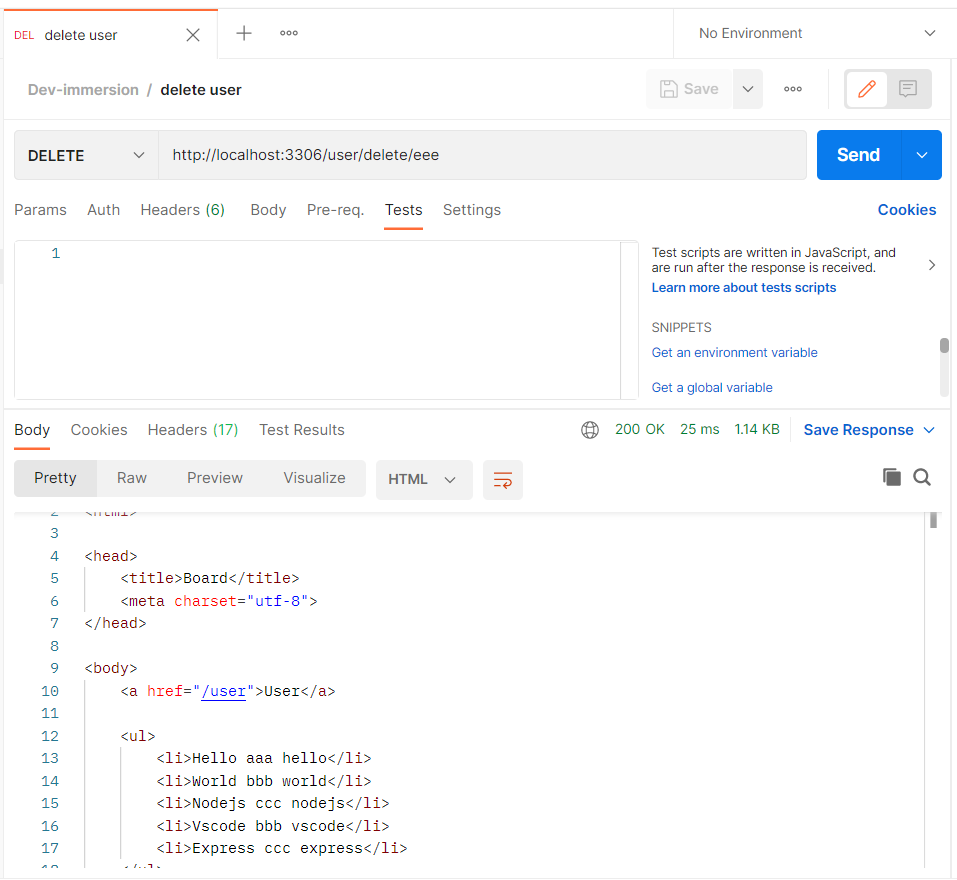 DEL delete user No Environment
Dev-immersion / delete user Save
DELETE http://localhost:3306/user/delete/eee Send
Params Auth Headers (6) Body Pre-req. Tests Settings Cookies
1
Test scripts are written in JavaScript, and
are run after the response is received.
Learn more about tests scripts
SNIPPETS
Get an environment variable
Get a global variable
Body Cookies Headers (17) Test Results 200 OK 25 ms 1.14 KB Save Response
Pretty Raw Preview Visualize HTML
2 <html>
3
4 <head>
5 <title>Board</title>
6 <meta charset="utf-8">
7 </head>
8
9 <body>
10 <a href="/user">User</a>
11
12 <ul>
13 <li>Hello aaa hello</li>
14 <li>World bbb world</li>
15 <li>Nodejs ccc nodejs</li>
16 <li>Vscode bbb vscode</li>
17 <li>Express ccc express</li>
18 </ul>